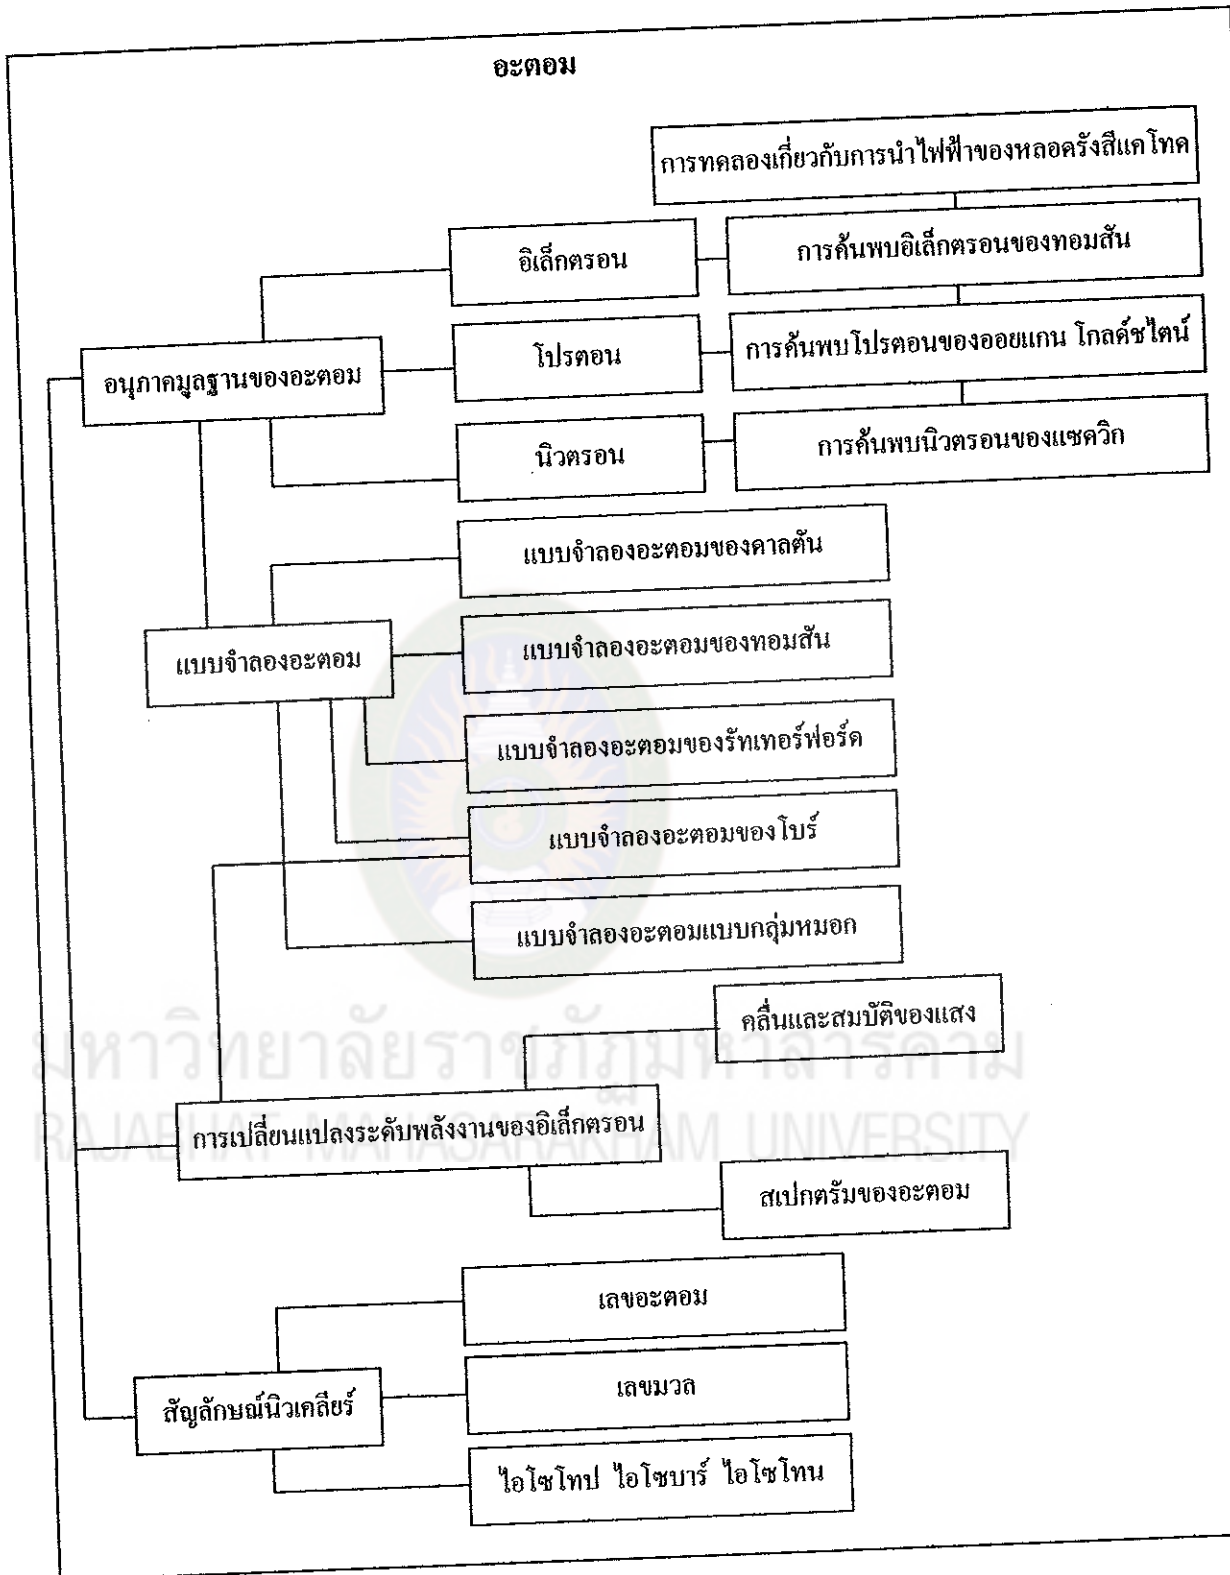 อะตอม
การทดลองเกี่ยวกับการนำไฟฟ้าของหลอดรังสีแคโทด
อิเล็กตรอน
การค้นพบอิเล็กตรอนของทอมสัน
อนุภาคมูลฐานของอะตอม
โปรตอน
การค้นพบโปรตอนของออยแกน โกลด์ชไตน์
นิวตรอน
การค้นพบนิวตรอนของแชดวิก
แบบจำลองอะตอมของดาลตัน
แบบจำลองอะตอม
แบบจำลองอะตอมของทอมสัน
แบบจำลองอะตอมของรัทเทอร์ฟอร์ด
แบบจำลองอะตอมของโบร์
แบบจำลองอะตอมแบบกลุ่มหมอก
คลื่นและสมบัติของแสง
มหาวิทยาลัยราชภัฏมหาสารคาม
RAJABHAT MAHASARAKHAM UNIVERSITY
การเปลี่ยนแปลงระดับพลังงานของอิเล็กตรอน
สเปกตรัมของอะตอม
เลขอะตอม
สัญลักษณ์นิวเคลียร์
เลขมวล
ไอโซโทป ไอโซบาร์ ไอโซโทน